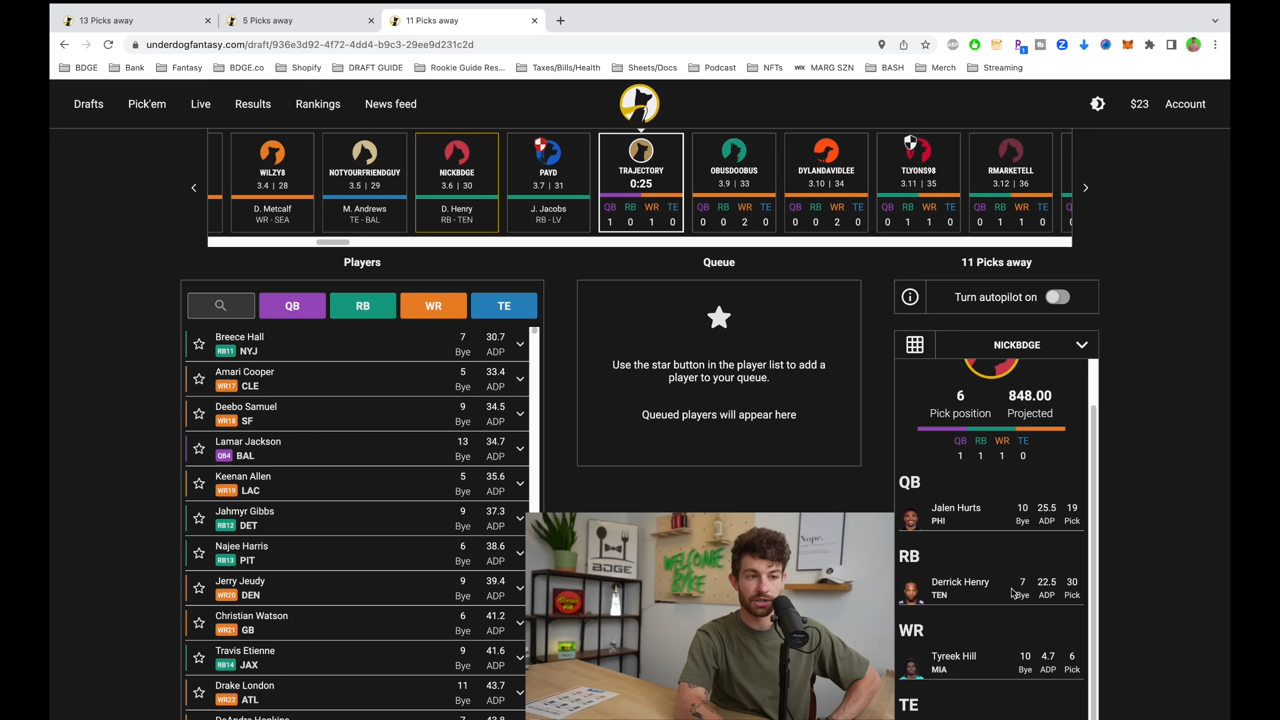 13 Picks away
5 Picks away
11 Picks away
underdogfantasy.com/draft/936e3d92-4f72-4dd4-b9c3-29ee9d231c2d
BDGE
Bank
Fantasy
BDGE.co
Shopify
DRAFT GUIDE
Rookie Guide Res...
Taxes/Bills/Health
Sheets/Docs
Podcast
NFTs
WiX MARG SZN
BASH
Merch
Streaming
Drafts
Pick'em
Live
Results
Rankings
News feed
$23
Account
WILZY8
3.4 | 28
D. Metcalf
WR - SEA
NOTYOURFRIENDGUY
3.5 | 29
M. Andrews
TE - BAL
NICKBDGE
3.6 | 30
D. Henry
RB - TEN
PAYD
3.7 | 31
J. Jacobs
RB - LV
TRAJECTORY
0:25
QB RB WR TE
1 0 1 0
OBUSDOOBUS
3.9 | 33
QB RB WR TE
0 0 2 0
DYLANDAVIDLEE
3.10 | 34
QB RB WR TE
0 0 2 0
TLYONS98
3.11 | 35
QB RB WR TE
0 1 1 0
RMARKETELL
3.12 | 36
QB RB WR TE
0 1 1 0
Players
Queue
11 Picks away
QB
RB
WR
TE
Breece Hall 7 30.7
RB11 NYJ Bye ADP
Amari Cooper 5 33.4
WR17 CLE Bye ADP
Deebo Samuel 9 34.5
WR18 SF Bye ADP
Lamar Jackson 13 34.7
QB4 BAL Bye ADP
Keenan Allen 5 35.6
WR19 LAC Bye ADP
Jahmyr Gibbs 9 37.3
RB12 DET Bye ADP
Najee Harris 6 38.6
RB13 PIT Bye ADP
Jerry Jeudy 9 39.4
WR20 DEN Bye ADP
Christian Watson 6 41.2
WR21 GB Bye ADP
Travis Etienne 9 41.6
RB14 JAX Bye ADP
Drake London 11 43.7
WR22 ATL Bye ADP
Use the star button in the player list to add a
player to your queue.
Queued players will appear here
Turn autopilot on
NICKBDGE
6 848.00
Pick position Projected
QB RB WR TE
1 1 1 0
QB
Jalen Hurts 10 25.5 19
PHI Bye ADP Pick
RB
Derrick Henry 7 22.5 30
TEN Bye ADP Pick
WR
Tyreek Hill 10 4.7 6
MIA Bye ADP Pick
TE
BDGE
WELCOME
BYKE
Nope.